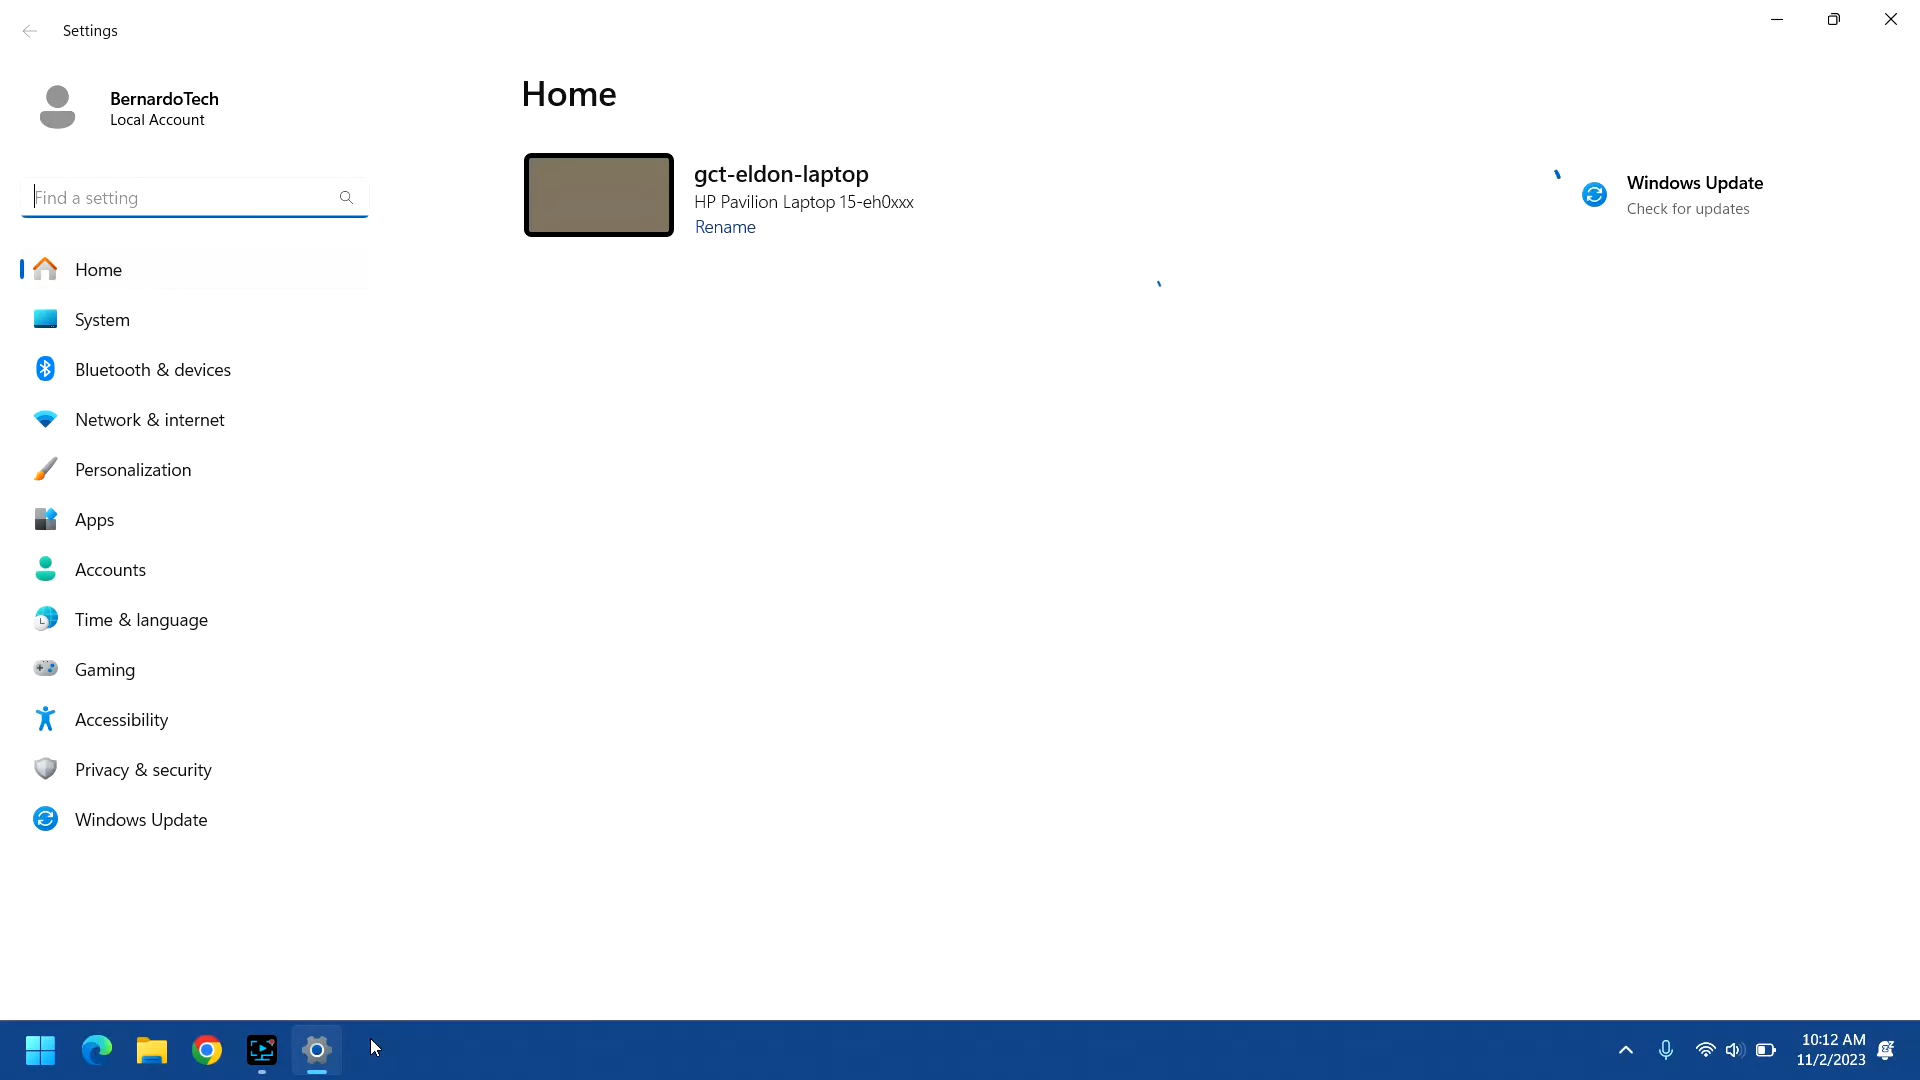 Settings
BernardoTech
Local Account
Find a setting
Home
System
Bluetooth & devices
Network & internet
Personalization
Apps
Accounts
Time & language
Gaming
Accessibility
Privacy & security
Windows Update
Home
gct-eldon-laptop
HP Pavilion Laptop 15-eh0xxx
Rename
Windows Update
Check for updates
10:12 AM
11/2/2023